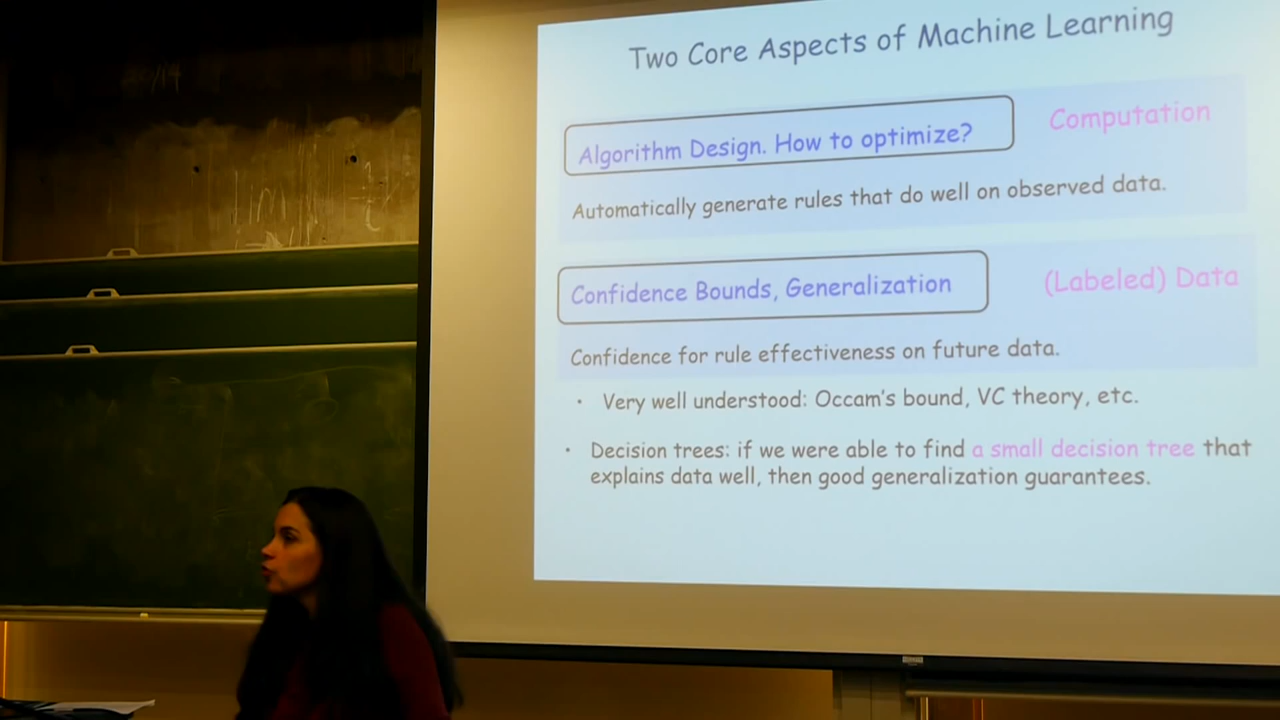 Two Core Aspects of Machine Learning
Algorithm Design. How to optimize?
Computation
Automatically generate rules that do well on observed data.
Confidence Bounds, Generalization
(Labeled) Data
Confidence for rule effectiveness on future data.
• Very well understood: Occam's bound, VC theory, etc.
• Decision trees: if we were able to find a small decision tree that
explains data well, then good generalization guarantees.